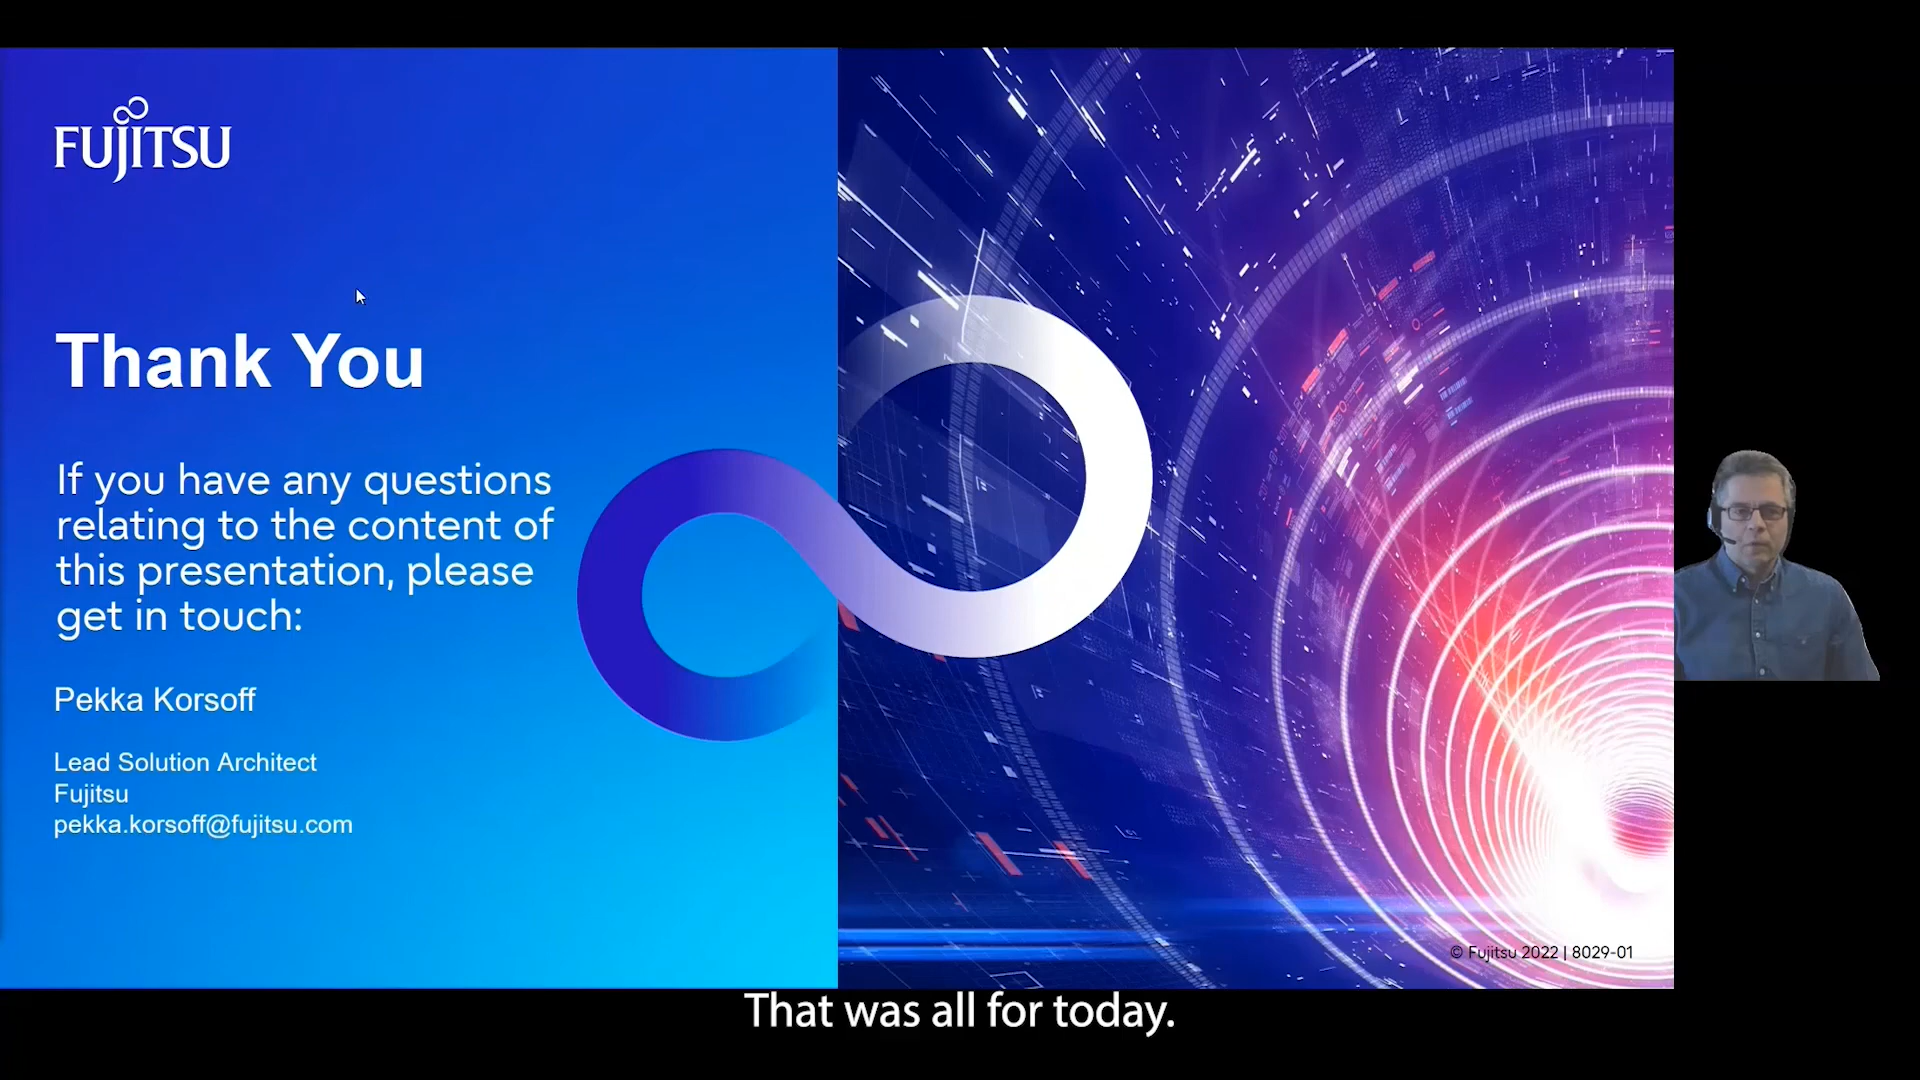 FUJITSU
Thank You
If you have any questions
relating to the content of
this presentation, please
get in touch:
Pekka Korsoff
Lead Solution Architect
Fujitsu
pekka.korsoff@fujitsu.com
© Fujitsu 2022 | 8029-01
That was all for today.